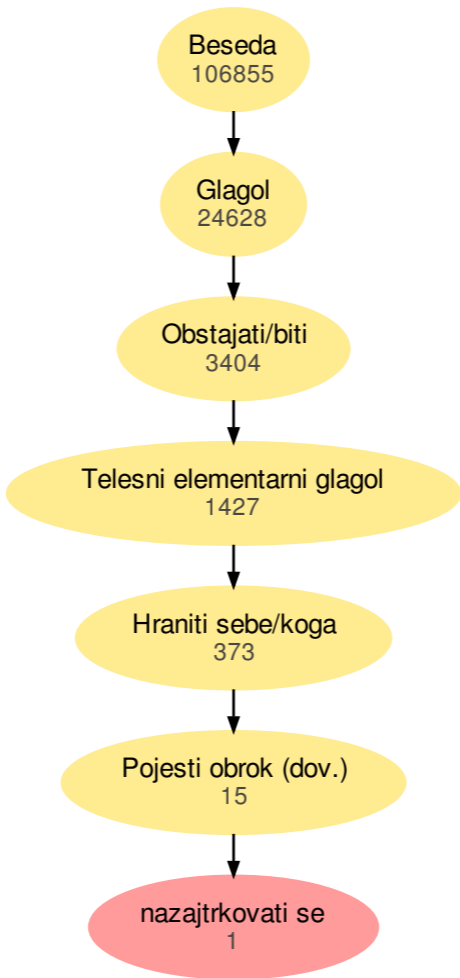 Beseda
106855
Glagol
24628
Obstajati/biti
3404
Telesni elementarni glagol
1427
Hraniti sebe/koga
373
Pojesti obrok (dov.)
15
nazajtrkovati se
1